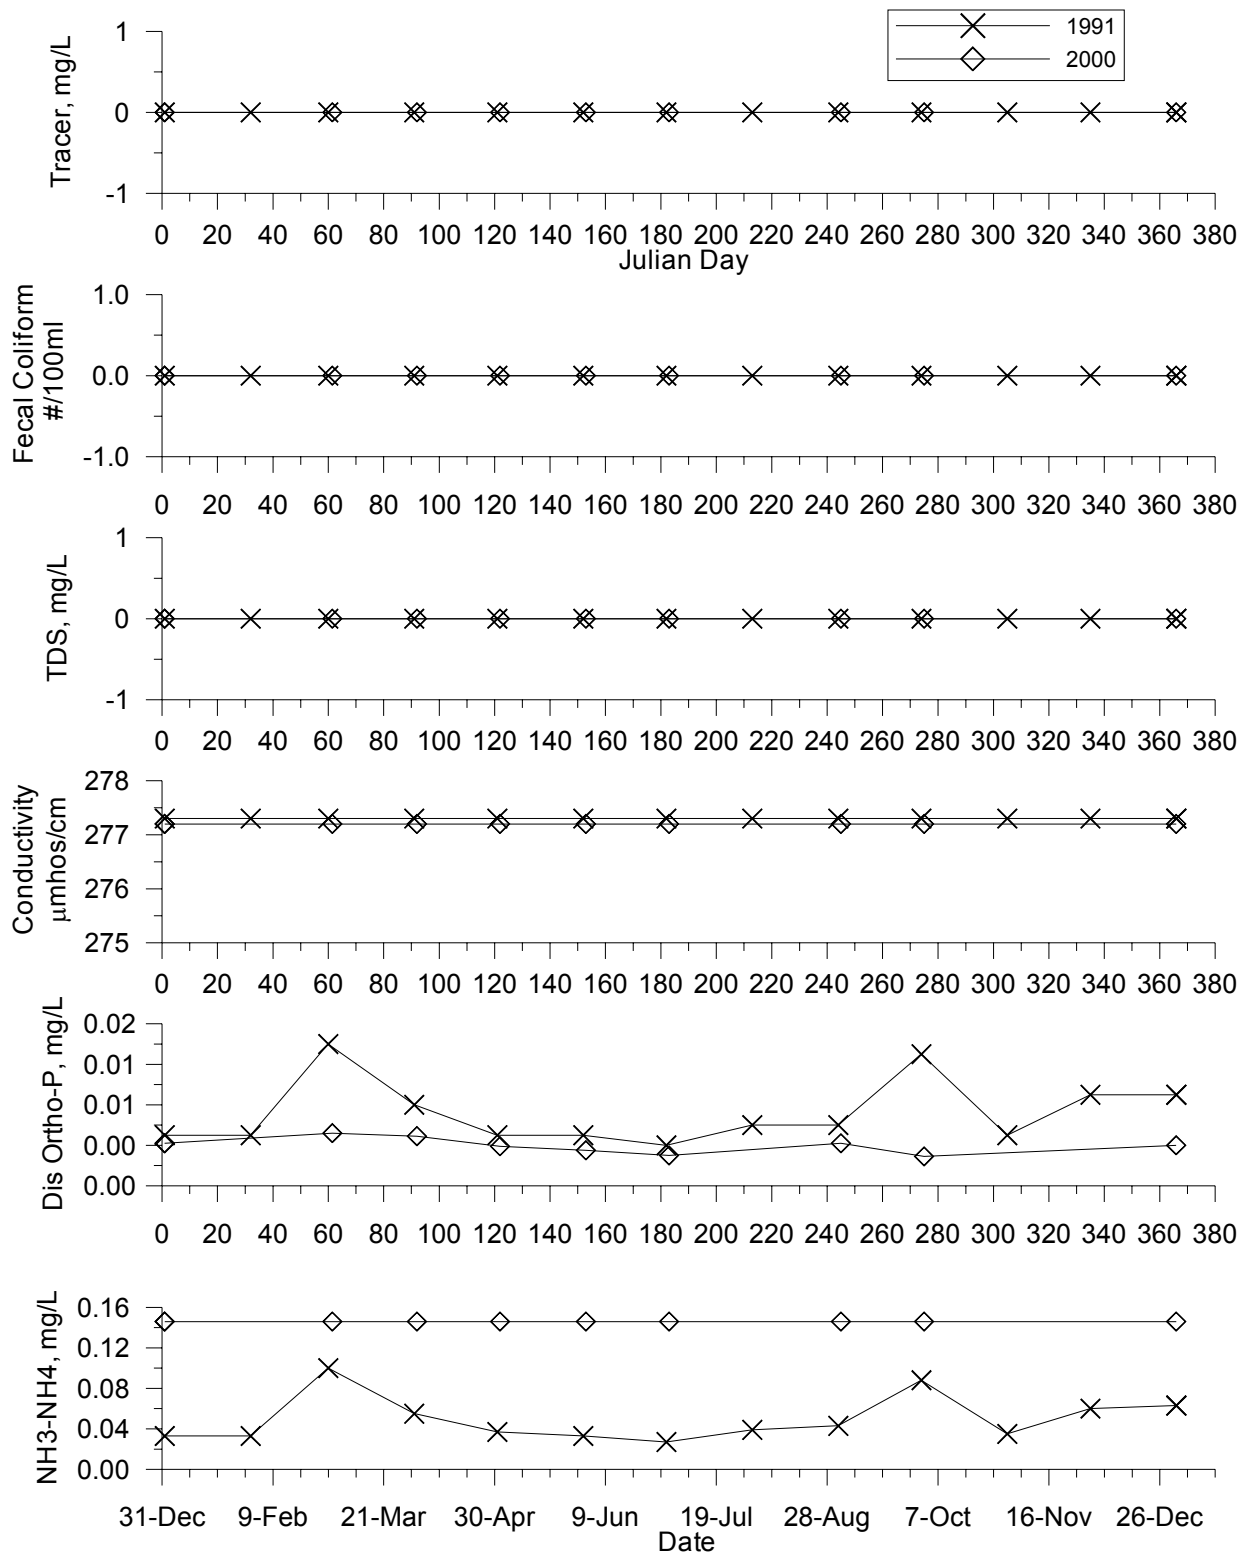 1991
2000
Tracer, mg/L
1
0
-1
0 20 40 60 80 100 120 140 160 180 200 220 240 260 280 300 320 340 360 380
Julian Day
Fecal Coliform
#/100ml
1.0
0.0
-1.0
0 20 40 60 80 100 120 140 160 180 200 220 240 260 280 300 320 340 360 380
TDS, mg/L
1
0
-1
0 20 40 60 80 100 120 140 160 180 200 220 240 260 280 300 320 340 360 380
Conductivity
µmhos/cm
278
277
276
275
0 20 40 60 80 100 120 140 160 180 200 220 240 260 280 300 320 340 360 380
Dis Ortho-P, mg/L
0.02
0.01
0.01
0.00
0.00
0 20 40 60 80 100 120 140 160 180 200 220 240 260 280 300 320 340 360 380
NH3-NH4, mg/L
0.16
0.12
0.08
0.04
0.00
31-Dec 9-Feb 21-Mar 30-Apr 9-Jun 19-Jul 28-Aug 7-Oct 16-Nov 26-Dec
Date